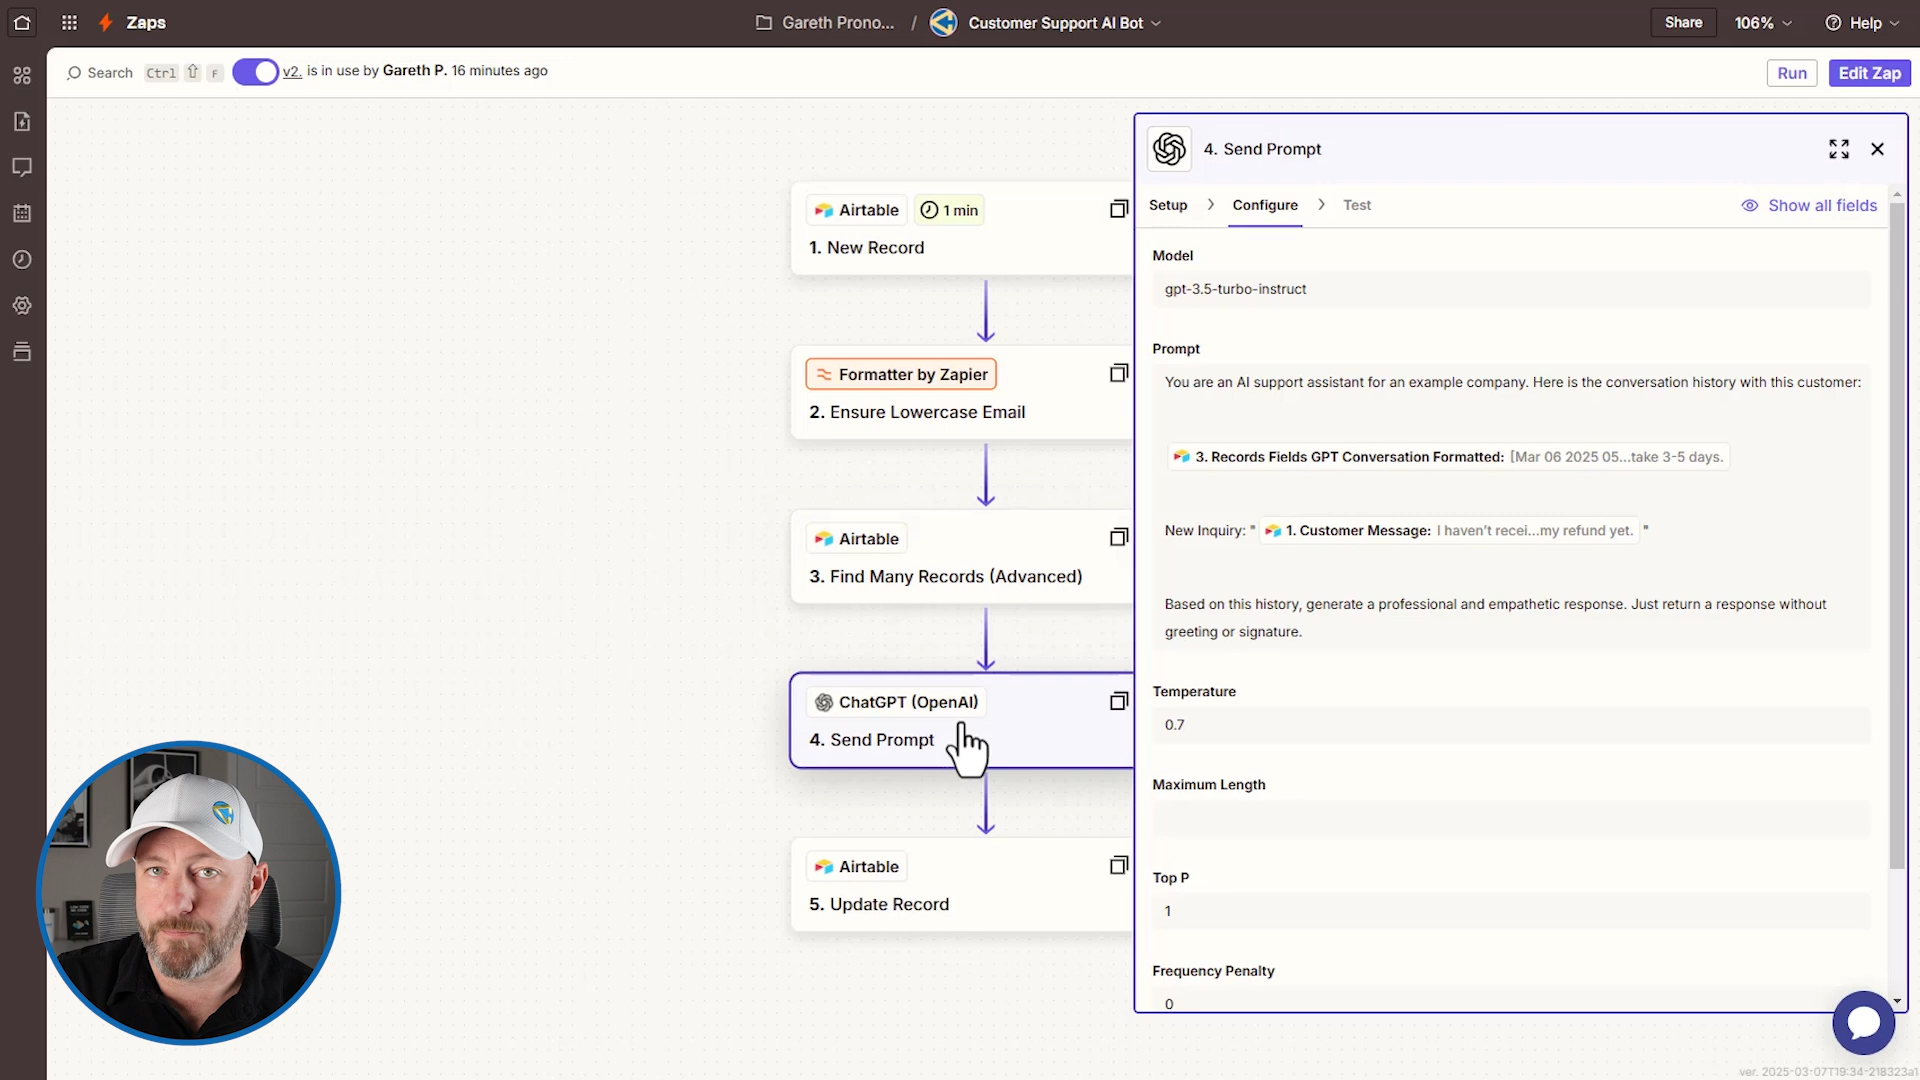 Zaps
Gareth Prono... / Customer Support AI Bot
Share
106%
Help
Search Ctrl ⇧ F
v2. is in use by Gareth P. 16 minutes ago
Run
Edit Zap
Airtable
1 min
1. New Record
Formatter by Zapier
2. Ensure Lowercase Email
Airtable
3. Find Many Records (Advanced)
ChatGPT (OpenAI)
4. Send Prompt
Airtable
5. Update Record
4. Send Prompt
Setup
Configure
Test
Show all fields
Model
gpt-3.5-turbo-instruct
Prompt
You are an AI support assistant for an example company. Here is the conversation history with this customer:
3. Records Fields GPT Conversation Formatted: [Mar 06 2025 05...take 3-5 days.
New Inquiry: " 1. Customer Message: I haven’t recei...my refund yet. "
Based on this history, generate a professional and empathetic response. Just return a response without
greeting or signature.
Temperature
0.7
Maximum Length
Top P
1
Frequency Penalty
0
ver. 2025-03-07T19:34-218323a1